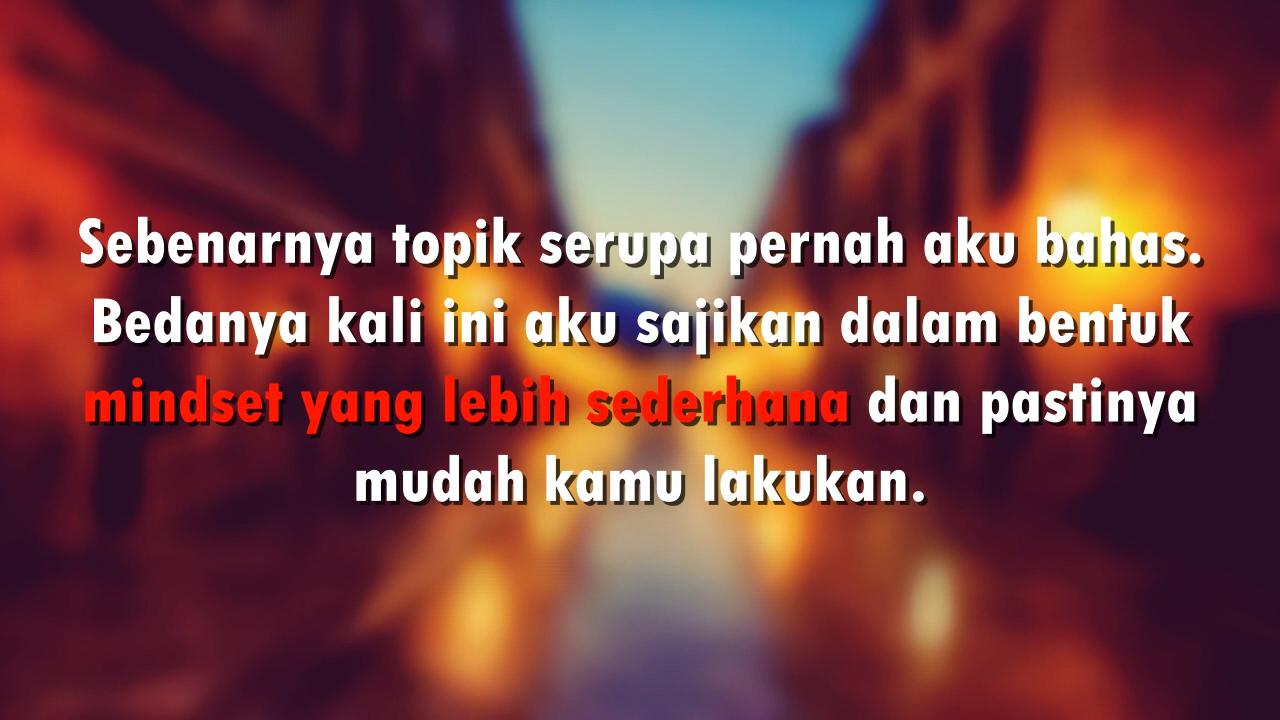 Sebenarnya topik serupa pernah aku bahas.
Bedanya kali ini aku sajikan dalam bentuk
mindset yang lebih sederhana dan pastinya
mudah kamu lakukan.